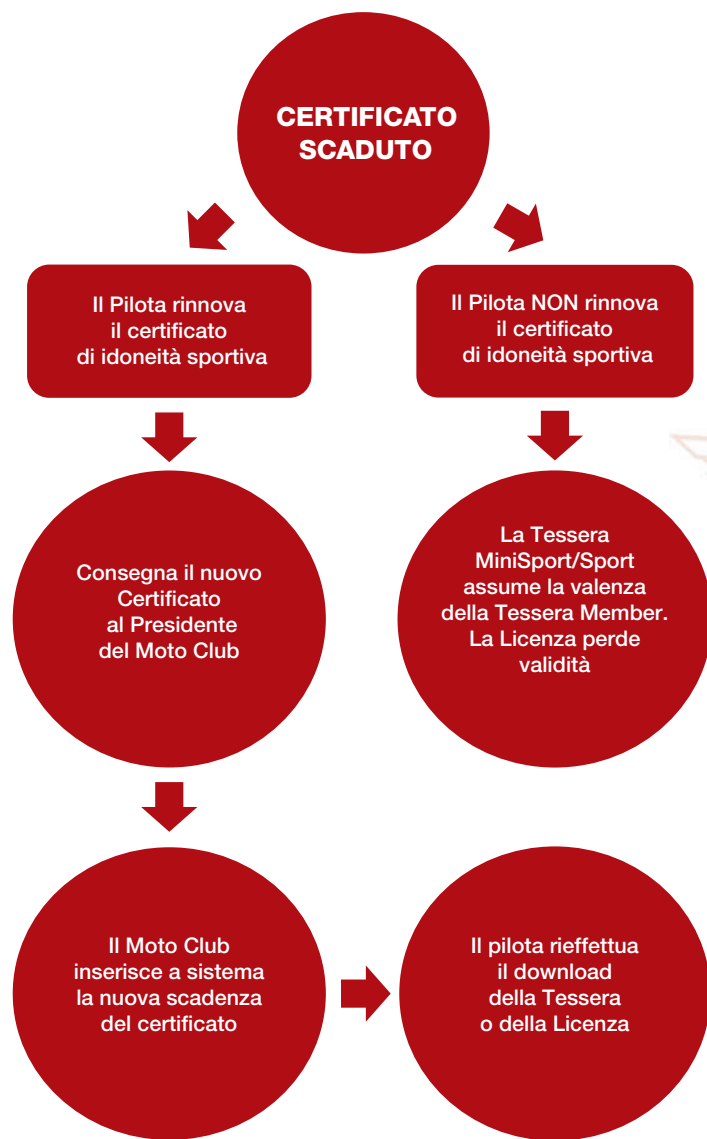 CERTIFICATO
SCADUTO
Il Pilota rinnova
il certificato
di idoneità sportiva
Il Pilota NON rinnova
il certificato
di idoneità sportiva
Consegna il nuovo
Certificato
al Presidente
del Moto Club
La Tessera
MiniSport/Sport
assume la valenza
della Tessera Member.
La Licenza perde
validità
Il Moto Club
inserisce a sistema
la nuova scadenza
del certificato
Il pilota rieffettua
il download
della Tessera
o della Licenza